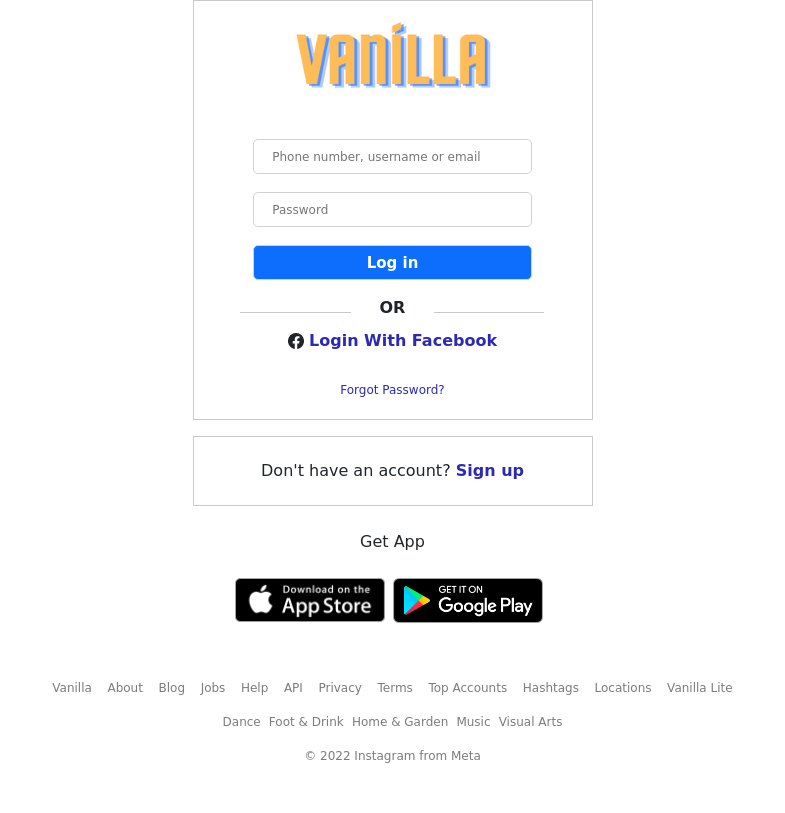 VANÍLLA
Phone number, username or email
Password
Log in
OR
Login With Facebook
Forgot Password?
Don't have an account? Sign up
Get App
Download on the
App Store
GET IT ON
Google Play
Vanilla About Blog Jobs Help API Privacy Terms Top Accounts Hashtags Locations Vanilla Lite
Dance Foot & Drink Home & Garden Music Visual Arts
© 2022 Instagram from Meta